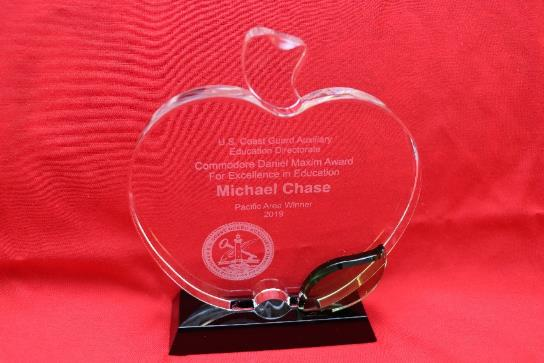 U.S. Coast Guard Auxiliary
Education Directorate
Commodore Daniel Maxim Award
For Excellence in Education
Michael Chase
Pacific Area Winner
2019